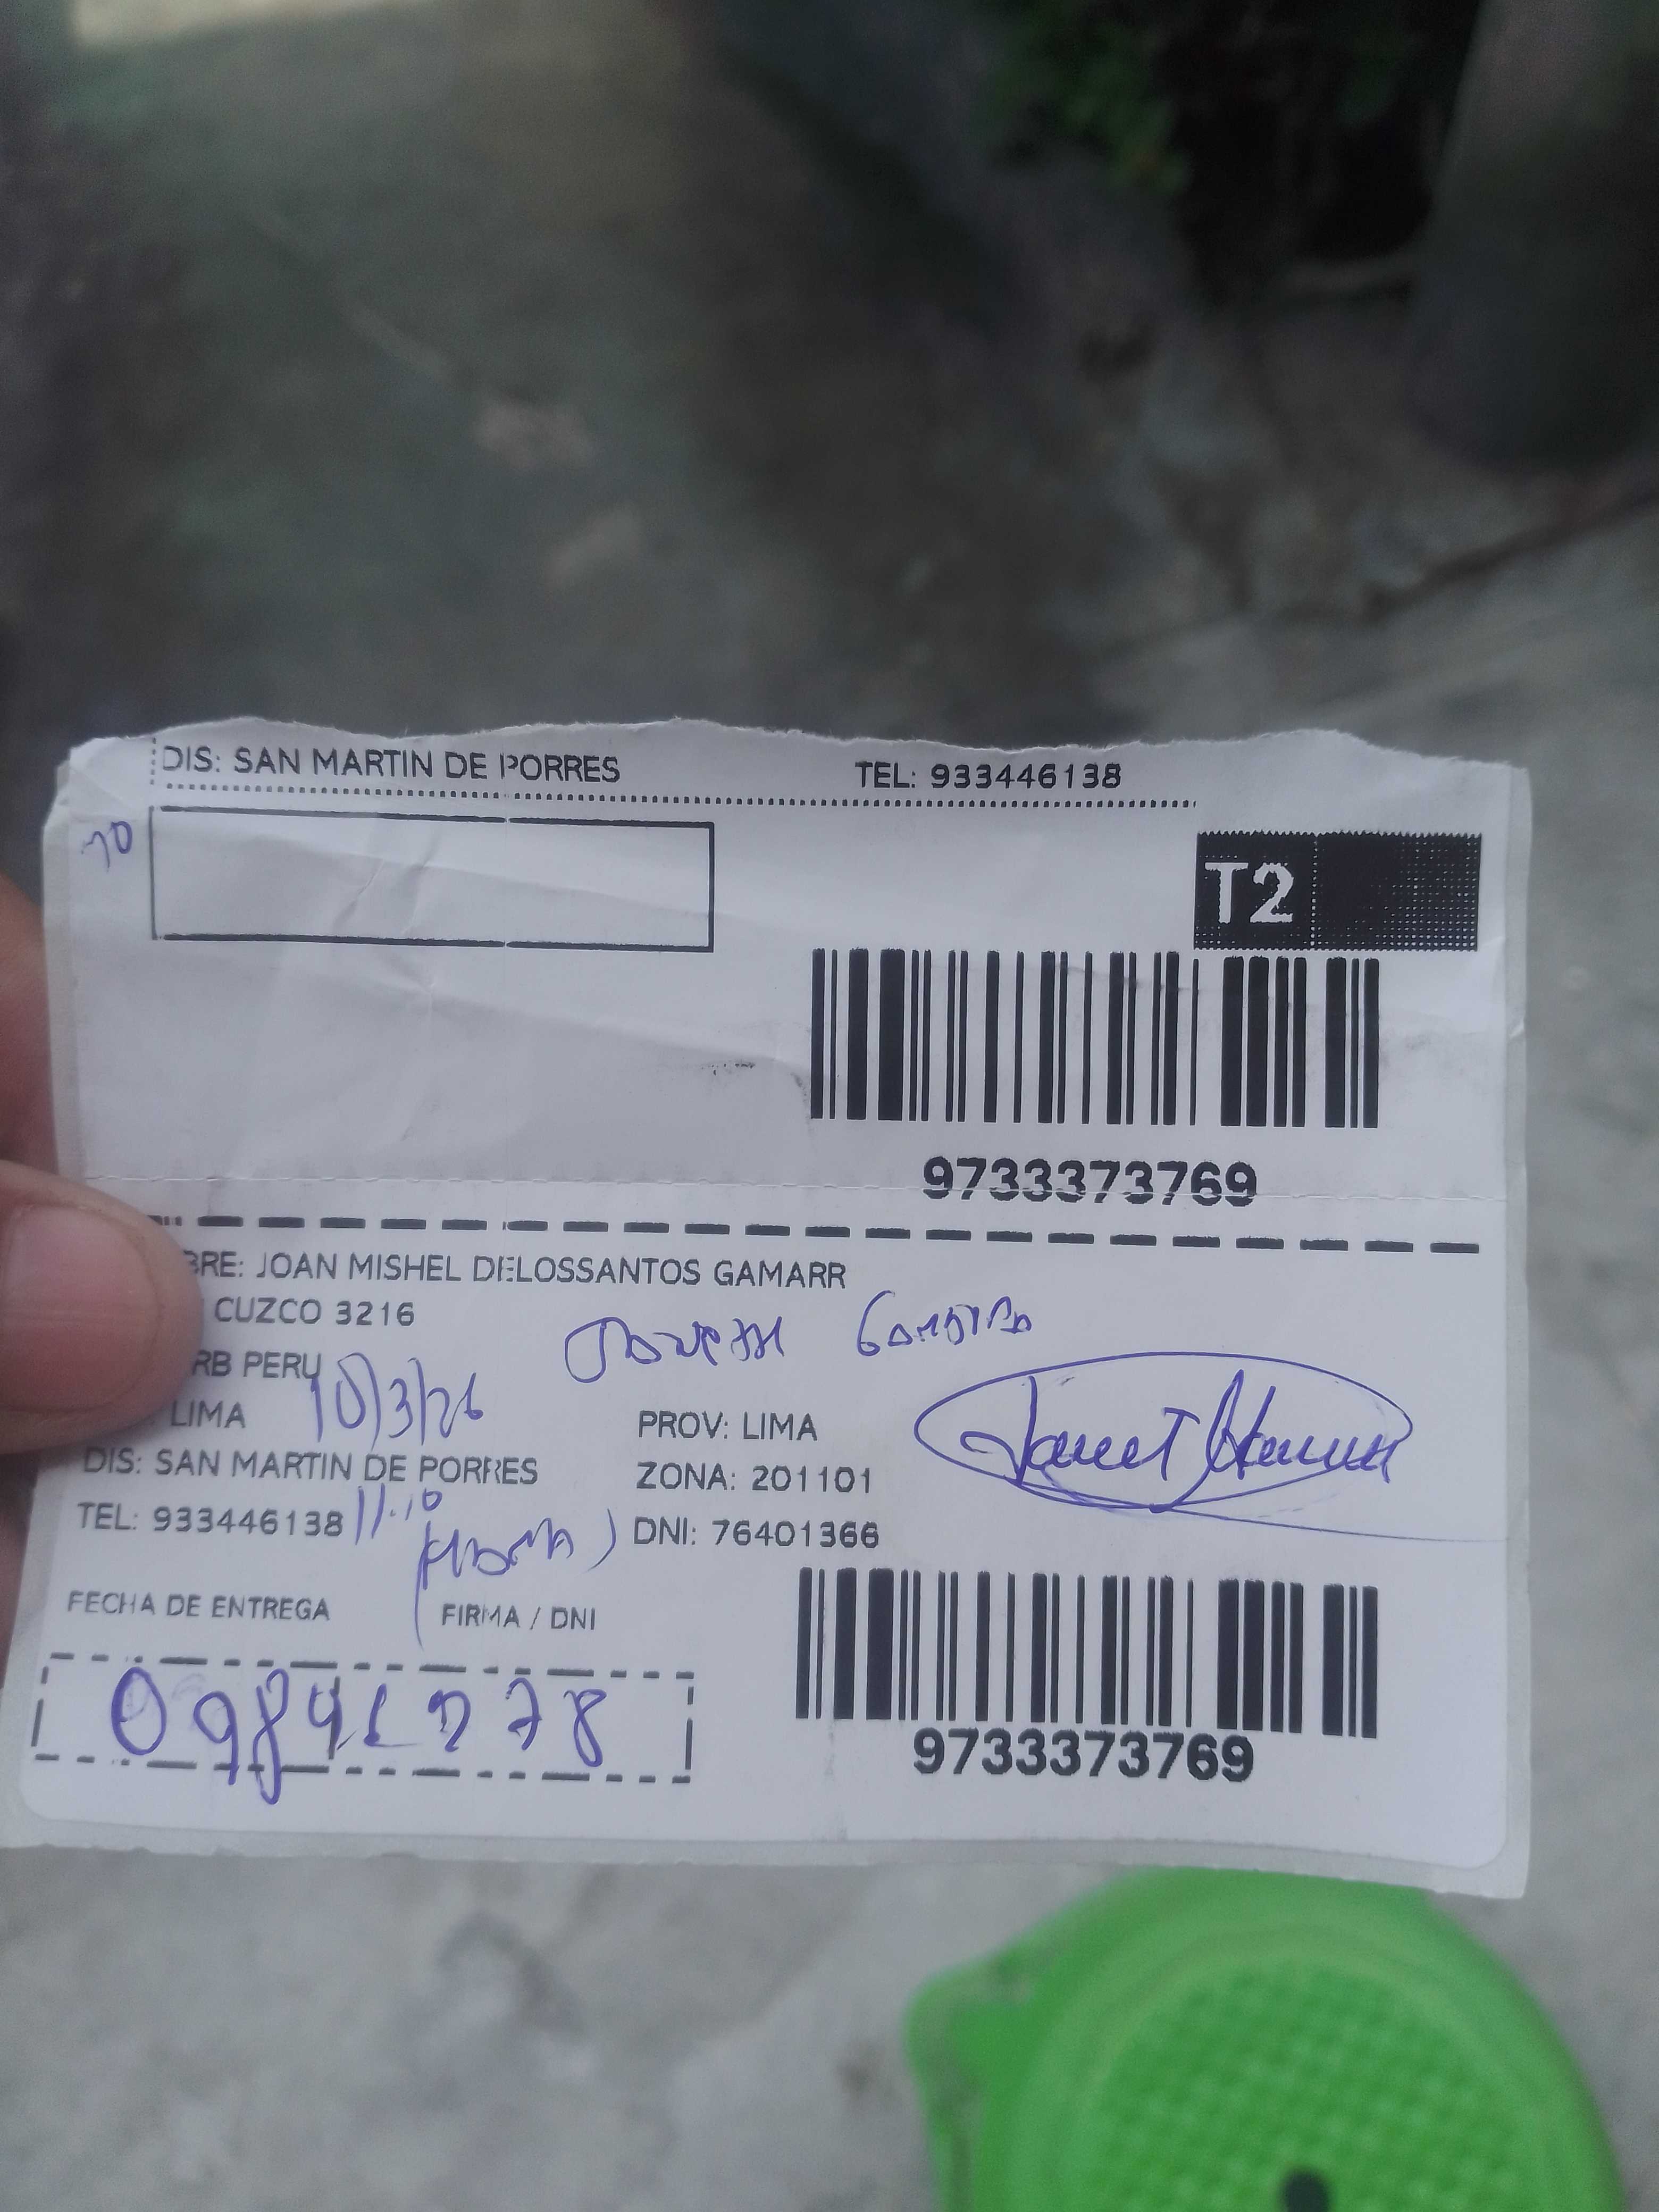 DIS: SAN MARTIN DE PORRES TEL: 933446138
70
T2
9733373769
BRE: JOAN MISHEL DELOSSANTOS GAMARR
CUZCO 3216
RB PERU
10/3/26
LIMA PROV: LIMA
DIS: SAN MARTIN DE PORRES ZONA: 201101
TEL: 933446138 11:10 DNI: 76401366
FECHA DE ENTREGA FIRMA / DNI
9733373769